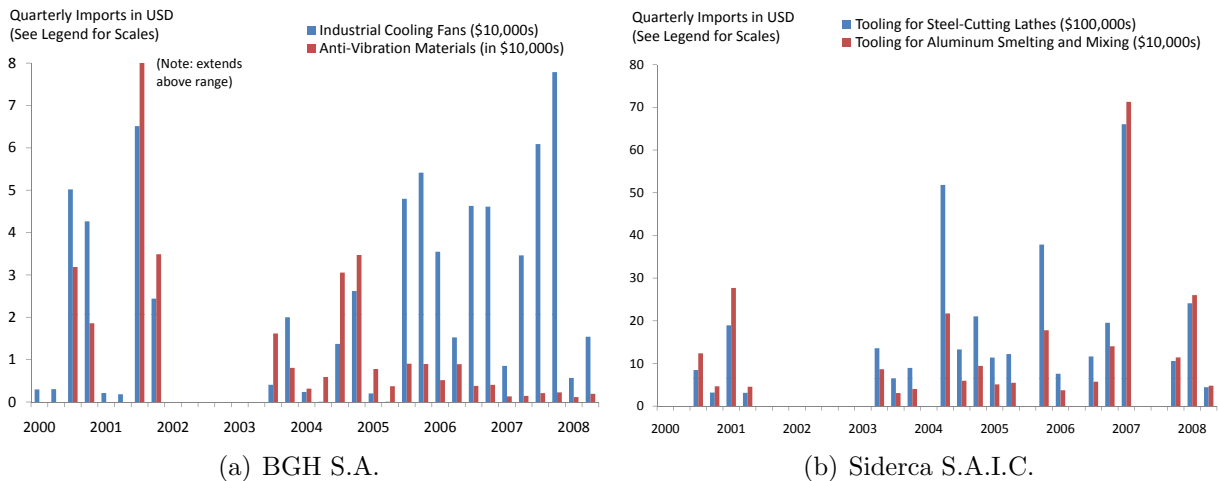 Quarterly Imports in USD
(See Legend for Scales)
Industrial Cooling Fans ($10,000s)
Anti-Vibration Materials (in $10,000s)
(Note: extends
above range)
8
7
6
5
4
3
2
1
0
2000 2001 2002 2003 2004 2005 2006 2007 2008
(a) BGH S.A.
Quarterly Imports in USD
(See Legend for Scales)
Tooling for Steel-Cutting Lathes ($100,000s)
Tooling for Aluminum Smelting and Mixing ($10,000s)
80
70
60
50
40
30
20
10
0
2000 2001 2002 2003 2004 2005 2006 2007 2008
(b) Siderca S.A.I.C.